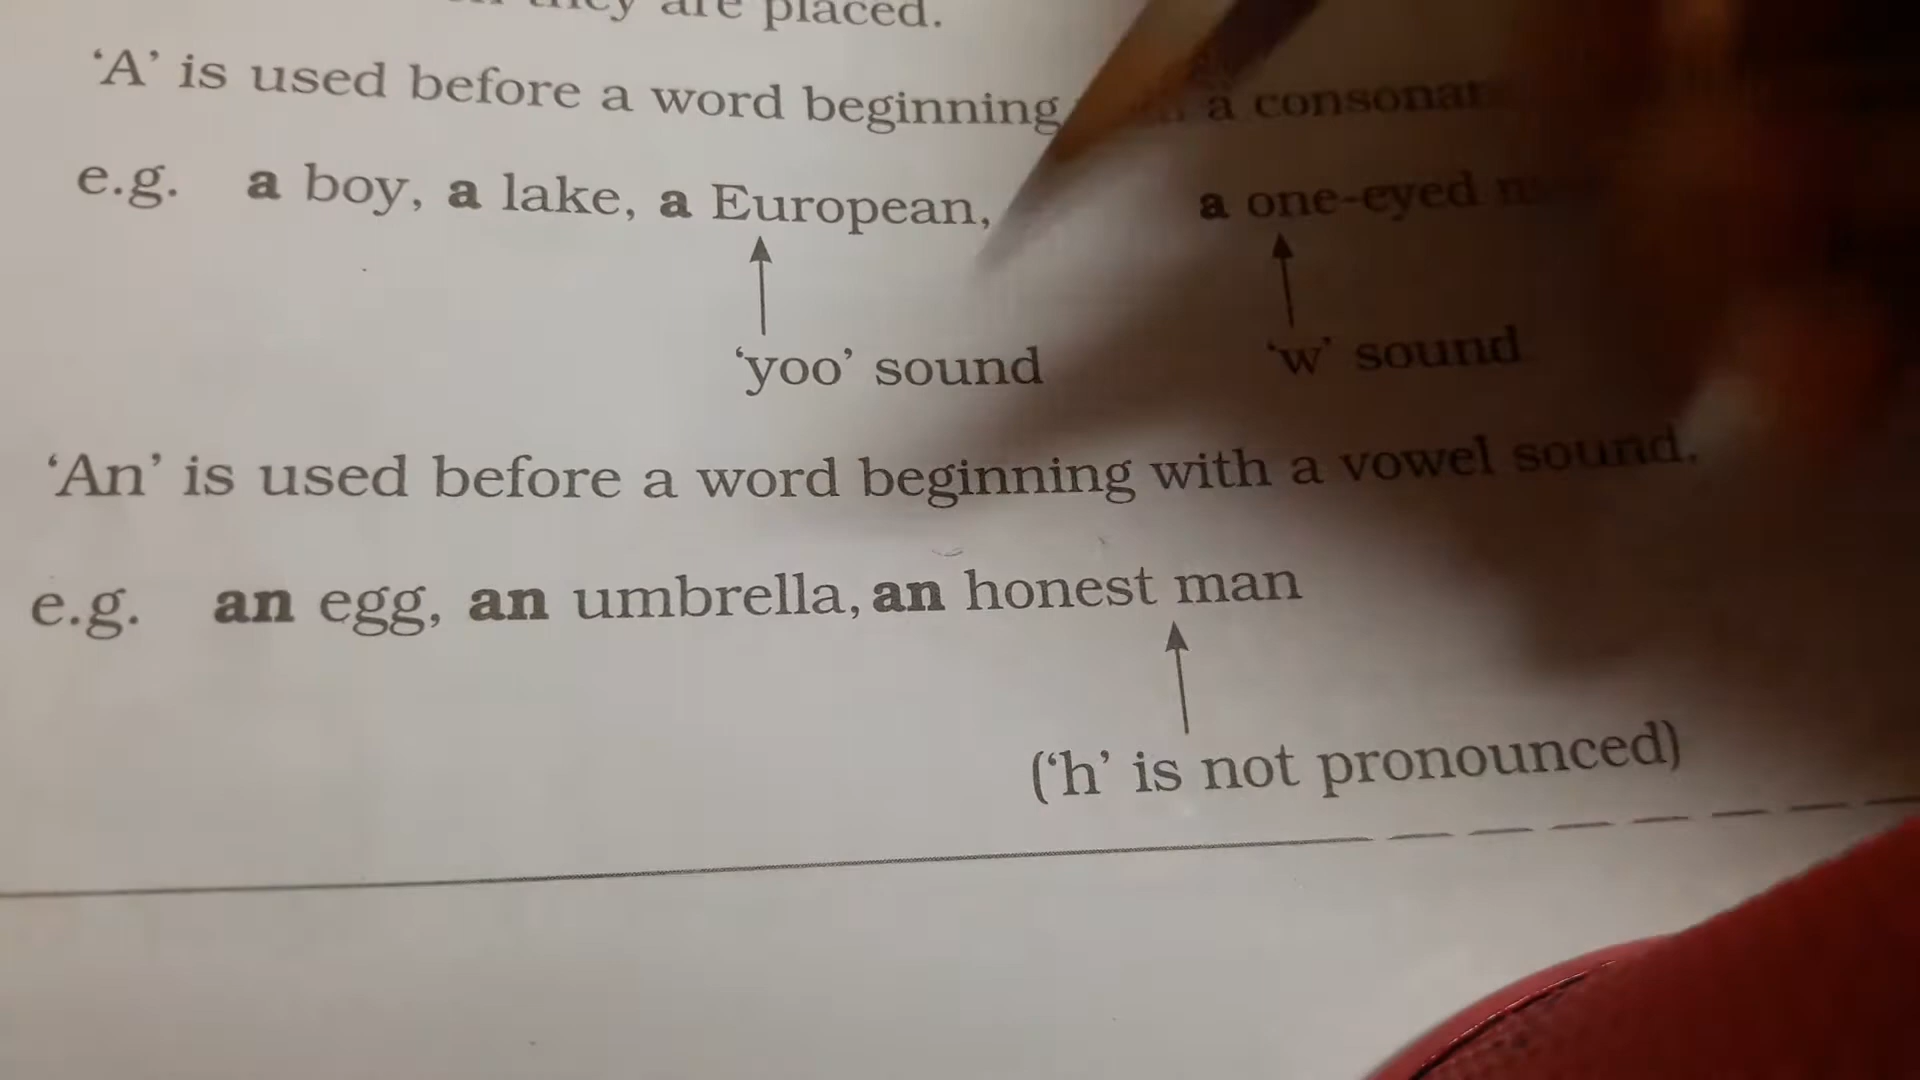 they are placed.
‘A’ is used before a word beginning a
e.g. a boy, a lake, a European, a one-eyed
‘yoo’ sound ‘w’ sound
‘An’ is used before a word beginning with a vowel sound.
e.g. an egg, an umbrella, an honest man
(‘h’ is not pronounced)